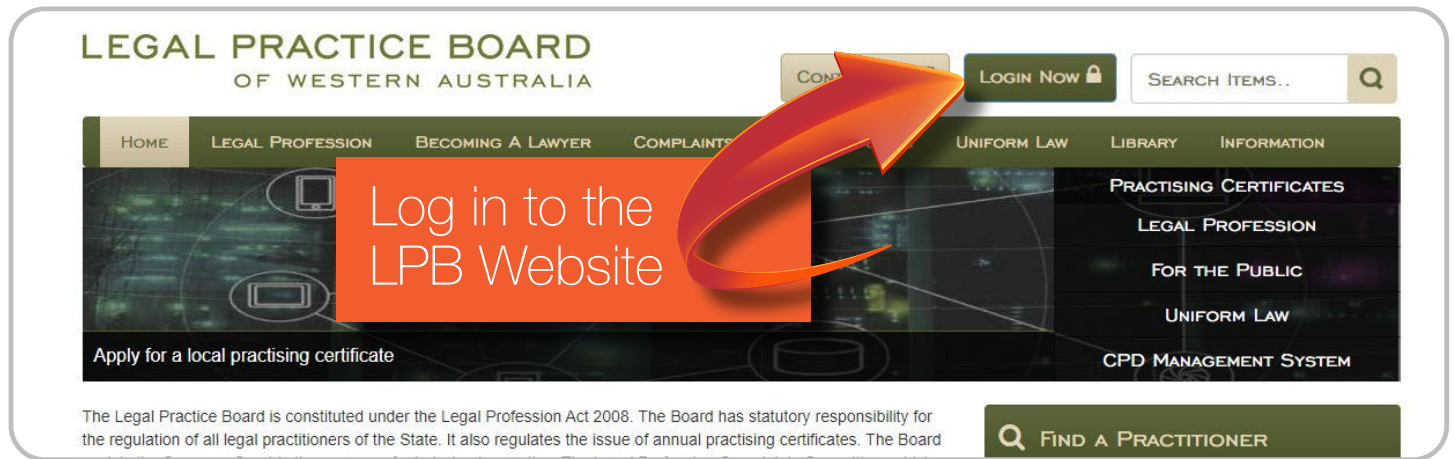 LEGAL PRACTICE BOARD
OF WESTERN AUSTRALIA
LOGIN NOW
SEARCH ITEMS..
HOME LEGAL PROFESSION BECOMING A LAWYER COMPLAINTS UNIFORM LAW LIBRARY INFORMATION
Log in to the
LPB Website
PRACTISING CERTIFICATES
LEGAL PROFESSION
FOR THE PUBLIC
UNIFORM LAW
CPD MANAGEMENT SYSTEM
Apply for a local practising certificate
The Legal Practice Board is constituted under the Legal Profession Act 2008. The Board has statutory responsibility for
the regulation of all legal practitioners of the State. It also regulates the issue of annual practising certificates. The Board
FIND A PRACTITIONER